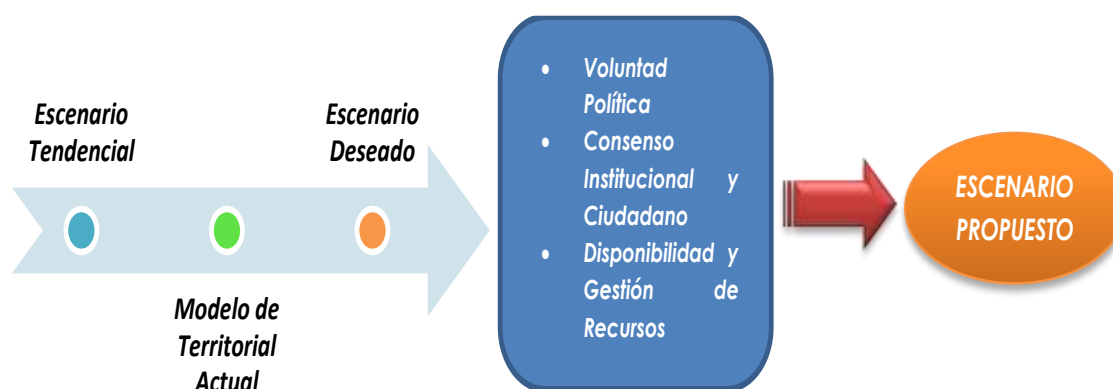 Escenario
Tendencial
Escenario
Deseado
Modelo de
Territorial
Actual
• Voluntad
Política
• Consenso
Institucional y
Ciudadano
• Disponibilidad y
Gestión de
Recursos
ESCENARIO
PROPUESTO